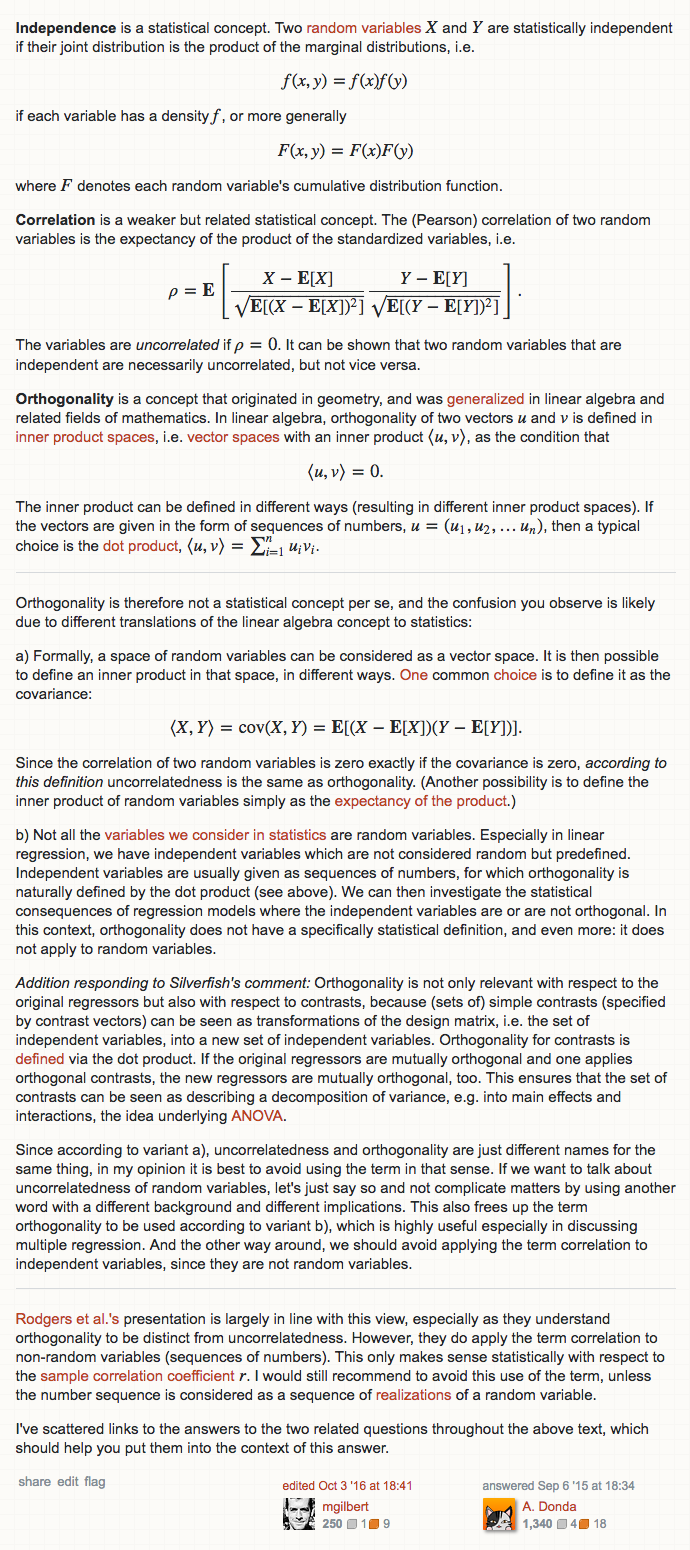 Independence is a statistical concept. Two random variables X and Y are statistically independent
if their joint distribution is the product of the marginal distributions, i.e.
f(x, y) = f(x)f(y)
if each variable has a density f, or more generally
F(x, y) = F(x)F(y)
where F denotes each random variable's cumulative distribution function.
Correlation is a weaker but related statistical concept. The (Pearson) correlation of two random
variables is the expectancy of the product of the standardized variables, i.e.
ρ = E [ (X − E[X]) / √(E[(X − E[X])²]) (Y − E[Y]) / √(E[(Y − E[Y])²]) ] .
The variables are uncorrelated if ρ = 0. It can be shown that two random variables that are
independent are necessarily uncorrelated, but not vice versa.
Orthogonality is a concept that originated in geometry, and was generalized in linear algebra and
related fields of mathematics. In linear algebra, orthogonality of two vectors u and v is defined in
inner product spaces, i.e. vector spaces with an inner product ⟨u, v⟩, as the condition that
⟨u, v⟩ = 0.
The inner product can be defined in different ways (resulting in different inner product spaces). If
the vectors are given in the form of sequences of numbers, u = (u₁, u₂, … uₙ), then a typical
choice is the dot product, ⟨u, v⟩ = ∑ⁿᵢ₌₁ uᵢvᵢ.
Orthogonality is therefore not a statistical concept per se, and the confusion you observe is likely
due to different translations of the linear algebra concept to statistics:
a) Formally, a space of random variables can be considered as a vector space. It is then possible
to define an inner product in that space, in different ways. One common choice is to define it as the
covariance:
⟨X, Y⟩ = cov(X, Y) = E[(X − E[X])(Y − E[Y])].
Since the correlation of two random variables is zero exactly if the covariance is zero, according to
this definition uncorrelatedness is the same as orthogonality. (Another possibility is to define the
inner product of random variables simply as the expectancy of the product.)
b) Not all the variables we consider in statistics are random variables. Especially in linear
regression, we have independent variables which are not considered random but predefined.
Independent variables are usually given as sequences of numbers, for which orthogonality is
naturally defined by the dot product (see above). We can then investigate the statistical
consequences of regression models where the independent variables are or are not orthogonal. In
this context, orthogonality does not have a specifically statistical definition, and even more: it does
not apply to random variables.
Addition responding to Silverfish's comment: Orthogonality is not only relevant with respect to the
original regressors but also with respect to contrasts, because (sets of) simple contrasts (specified
by contrast vectors) can be seen as transformations of the design matrix, i.e. the set of
independent variables, into a new set of independent variables. Orthogonality for contrasts is
defined via the dot product. If the original regressors are mutually orthogonal and one applies
orthogonal contrasts, the new regressors are mutually orthogonal, too. This ensures that the set of
contrasts can be seen as describing a decomposition of variance, e.g. into main effects and
interactions, the idea underlying ANOVA.
Since according to variant a), uncorrelatedness and orthogonality are just different names for the
same thing, in my opinion it is best to avoid using the term in that sense. If we want to talk about
uncorrelatedness of random variables, let's just say so and not complicate matters by using another
word with a different background and different implications. This also frees up the term
orthogonality to be used according to variant b), which is highly useful especially in discussing
multiple regression. And the other way around, we should avoid applying the term correlation to
independent variables, since they are not random variables.
Rodgers et al.'s presentation is largely in line with this view, especially as they understand
orthogonality to be distinct from uncorrelatedness. However, they do apply the term correlation to
non-random variables (sequences of numbers). This only makes sense statistically with respect to
the sample correlation coefficient r. I would still recommend to avoid this use of the term, unless
the number sequence is considered as a sequence of realizations of a random variable.
I've scattered links to the answers to the two related questions throughout the above text, which
should help you put them into the context of this answer.
share edit flag
edited Oct 3 '16 at 18:41
mgilbert
250 1 9
answered Sep 6 '15 at 18:34
A. Donda
1,340 4 18